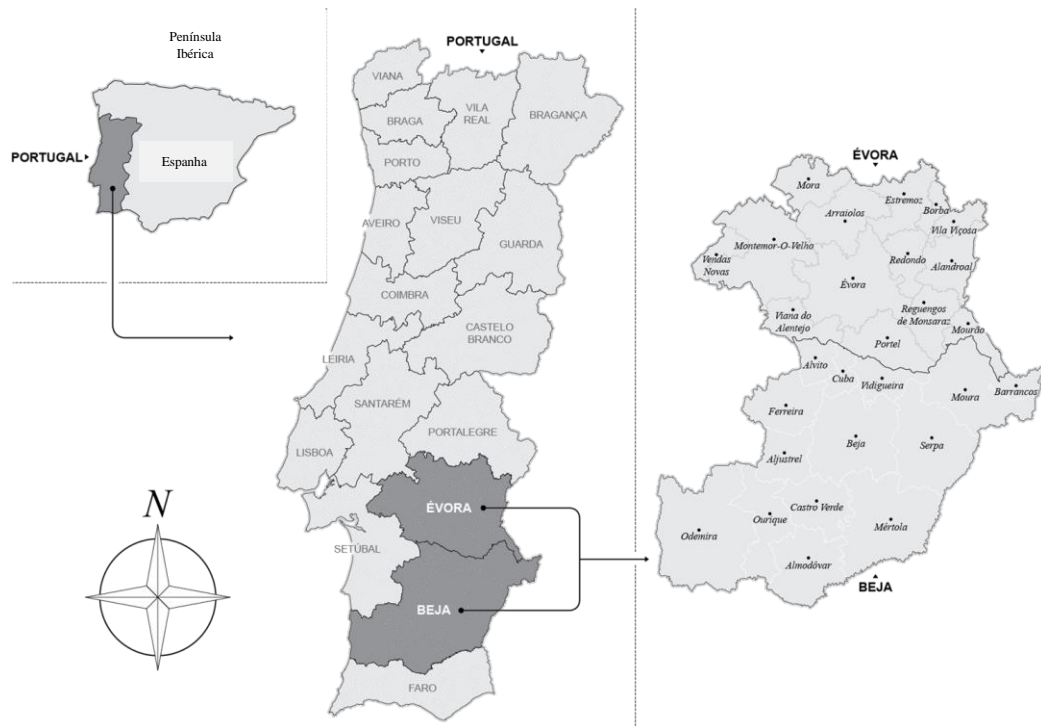 Península
Ibérica
PORTUGAL
Espanha
PORTUGAL
VIANA
BRAGA
VILA
REAL
BRAGANÇA
PORTO
AVEIRO
VISEU
GUARDA
COIMBRA
CASTELO
BRANCO
LEIRIA
SANTARÉM
PORTALEGRE
LISBOA
ÉVORA
SETÚBAL
BEJA
FARO
N
ÉVORA
Mora
Estremoz
Borba
Arraiolos
Vila Viçosa
Montemor-O-Velho
Vendas
Novas
Redondo
Alandroal
Évora
Reguengos
de Monsaraz
Viana do
Alentejo
Mourão
Portel
Alvito
Cuba
Vidigueira
Moura
Barrancos
Ferreira
Beja
Serpa
Aljustrel
Castro Verde
Ourique
Mértola
Odemira
Almodôvar
BEJA